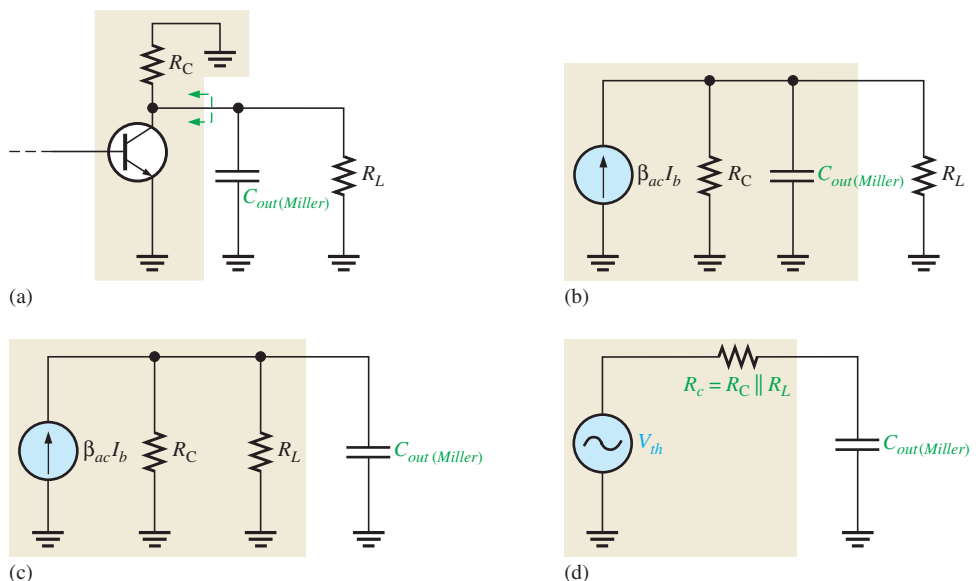 R_C
C_out(Miller)
R_L
(a)
β_ac I_b
R_C
C_out(Miller)
R_L
(b)
β_ac I_b
R_C
R_L
C_out(Miller)
(c)
R_c = R_C ∥ R_L
V_th
C_out(Miller)
(d)